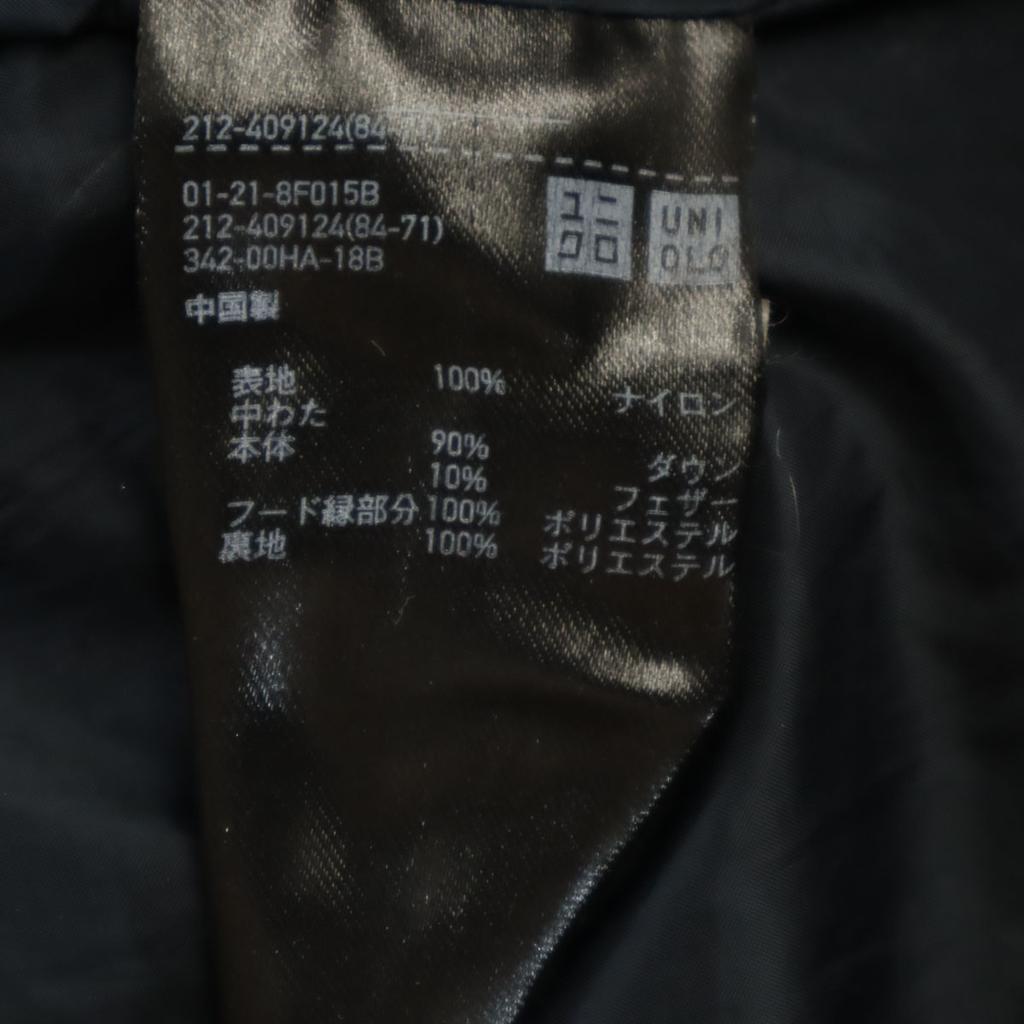 212-409124(84-71)
01-21-8F015B
212-409124(84-71)
342-00HA-18B
ユニ
クロ
UNI
QLO
中国製
表地 100% ナイロン
中わた
本体 90% ダウン
10% フェザー
フード縁部分 100% ポリエステル
裏地 100% ポリエステル